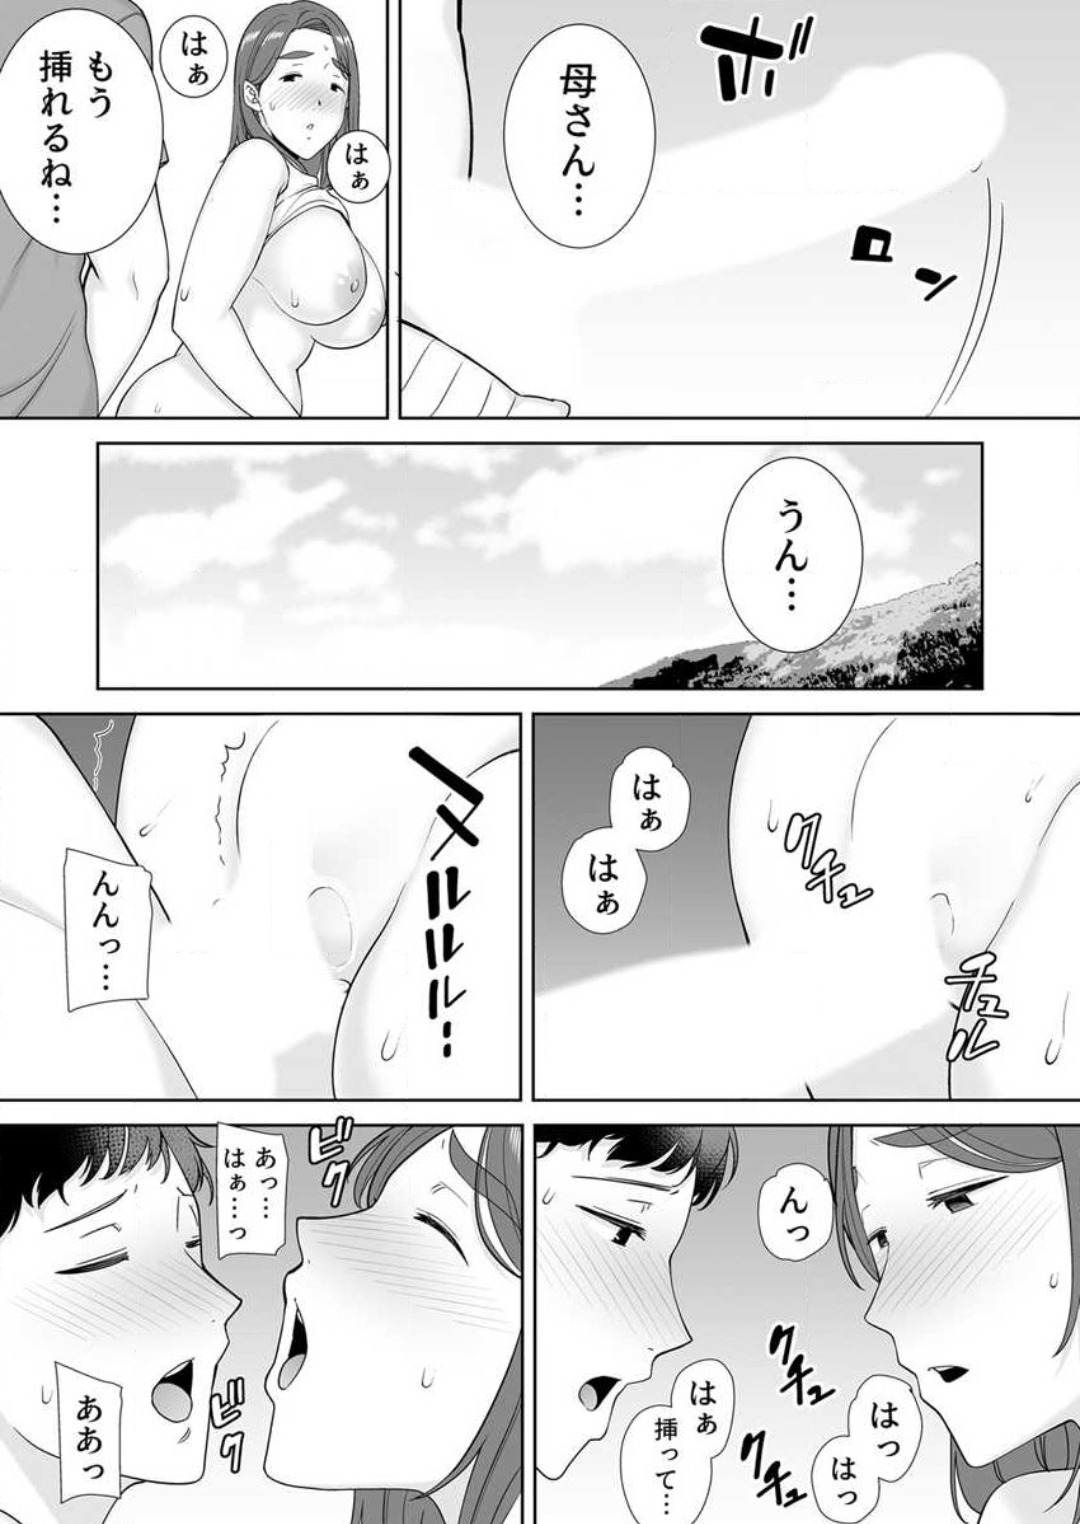 ボ
ロ
ン
母さん…
はぁ
はぁ
もう
挿れるね…
うん…
はぁ
はぁ
クチュ
チュル
ヌルルル…
んんっ…
んっ
クチュ
はっ
はっ
はぁ
挿って…
クチュ
ビク
あっ…
はぁ…っ
ビク
ああっ